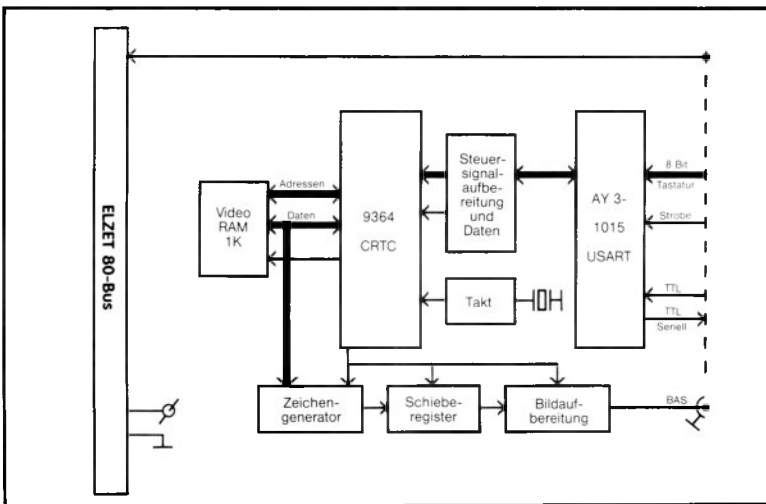 ELZET 80-Bus
Video
RAM
1K
Adressen
Daten
9364
CRTC
Steuer-
signal-
aufbe-
reitung
und
Daten
Takt
AY 3-
1015
USART
8 Bit
Tastatur
Strobe
TTL
TTL
Seriell
Zeichen-
generator
Schiebe-
register
Bildauf-
bereitung
BAS